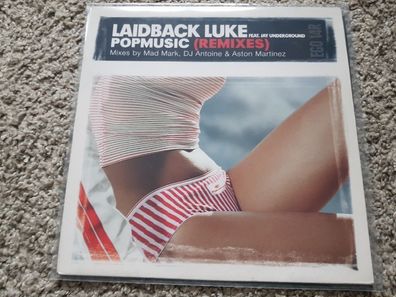 LAIDBACK LUKE FEAT. JAY UNDERGROUND
POPMUSIC (REMIXES)
Mixes by Mad Mark, DJ Antoine & Aston Martinez